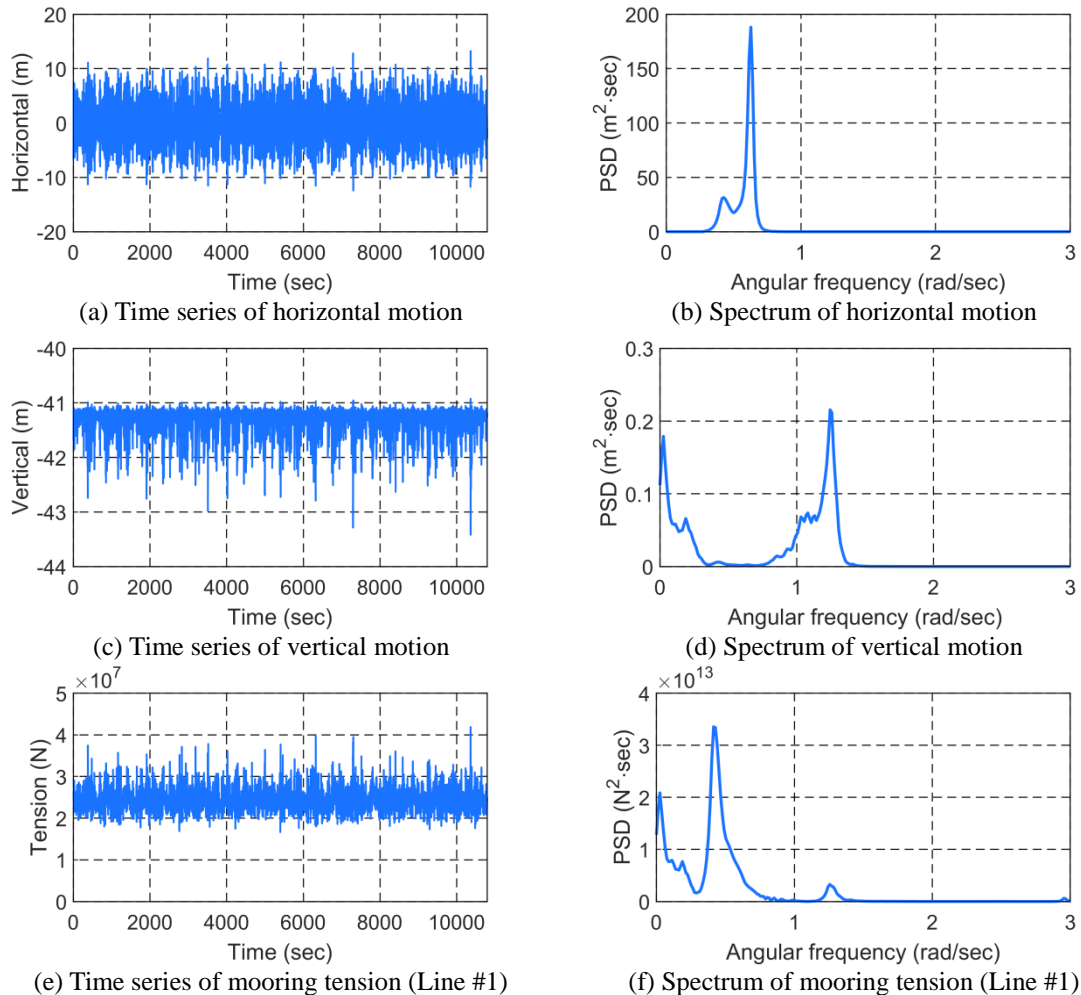 20
10
0
-10
-20
Horizontal (m)
0 2000 4000 6000 8000 10000
Time (sec)
(a) Time series of horizontal motion
200
150
100
50
0
PSD (m²·sec)
0 1 2 3
Angular frequency (rad/sec)
(b) Spectrum of horizontal motion
-40
-41
-42
-43
-44
Vertical (m)
0 2000 4000 6000 8000 10000
Time (sec)
(c) Time series of vertical motion
0.3
0.2
0.1
0
PSD (m²·sec)
0 1 2 3
Angular frequency (rad/sec)
(d) Spectrum of vertical motion
×10⁷
5
4
3
2
1
0
Tension (N)
0 2000 4000 6000 8000 10000
Time (sec)
(e) Time series of mooring tension (Line #1)
×10¹³
4
3
2
1
0
PSD (N²·sec)
0 1 2 3
Angular frequency (rad/sec)
(f) Spectrum of mooring tension (Line #1)